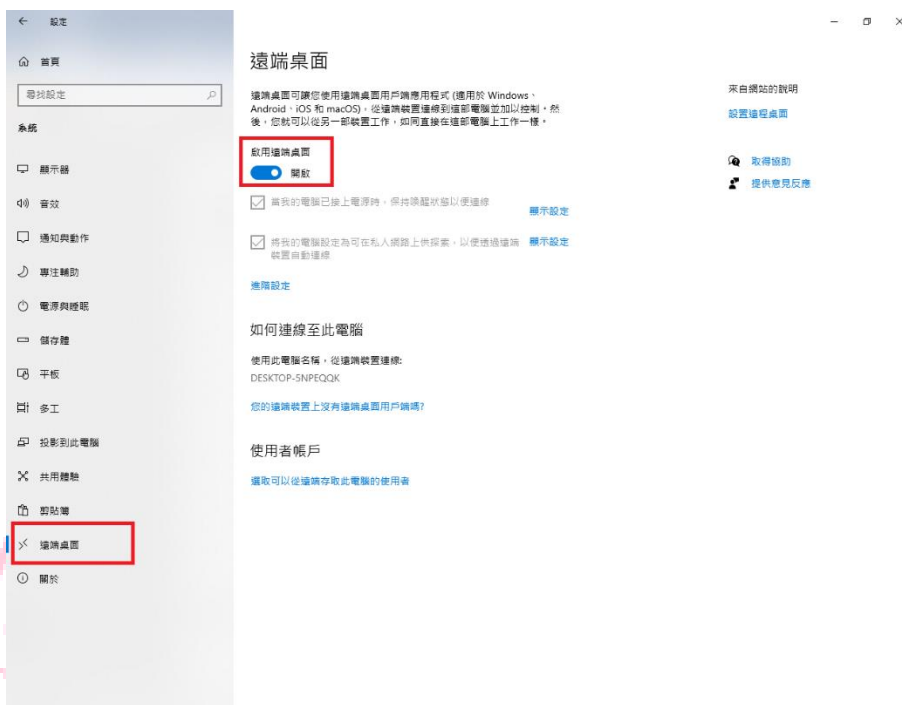 設定
首頁
尋找設定
系統
顯示器
音效
通知與動作
專注輔助
電源與睡眠
儲存體
平板
多工
投影到此電腦
共用體驗
剪貼簿
遠端桌面
關於
遠端桌面
遠端桌面可讓您使用遠端桌面用戶端應用程式 (適用於 Windows、
Android、iOS 和 macOS)，從遠端裝置連線到這部電腦並加以控制。然
後，您就可以從另一部裝置工作，如同直接在這部電腦上工作一樣。
啟用遠端桌面
開啟
當我的電腦已接上電源時，保持喚醒狀態以便連線
顯示設定
將我的電腦設定為可在私人網路上供探索，以便透過遠端
裝置自動連線
顯示設定
進階設定
如何連線至此電腦
使用此電腦名稱，從遠端裝置連線:
DESKTOP-5NPEQQK
您的遠端裝置上沒有遠端桌面用戶端嗎?
使用者帳戶
選取可以從遠端存取此電腦的使用者
來自網站的說明
設置遠程桌面
取得協助
提供意見反應